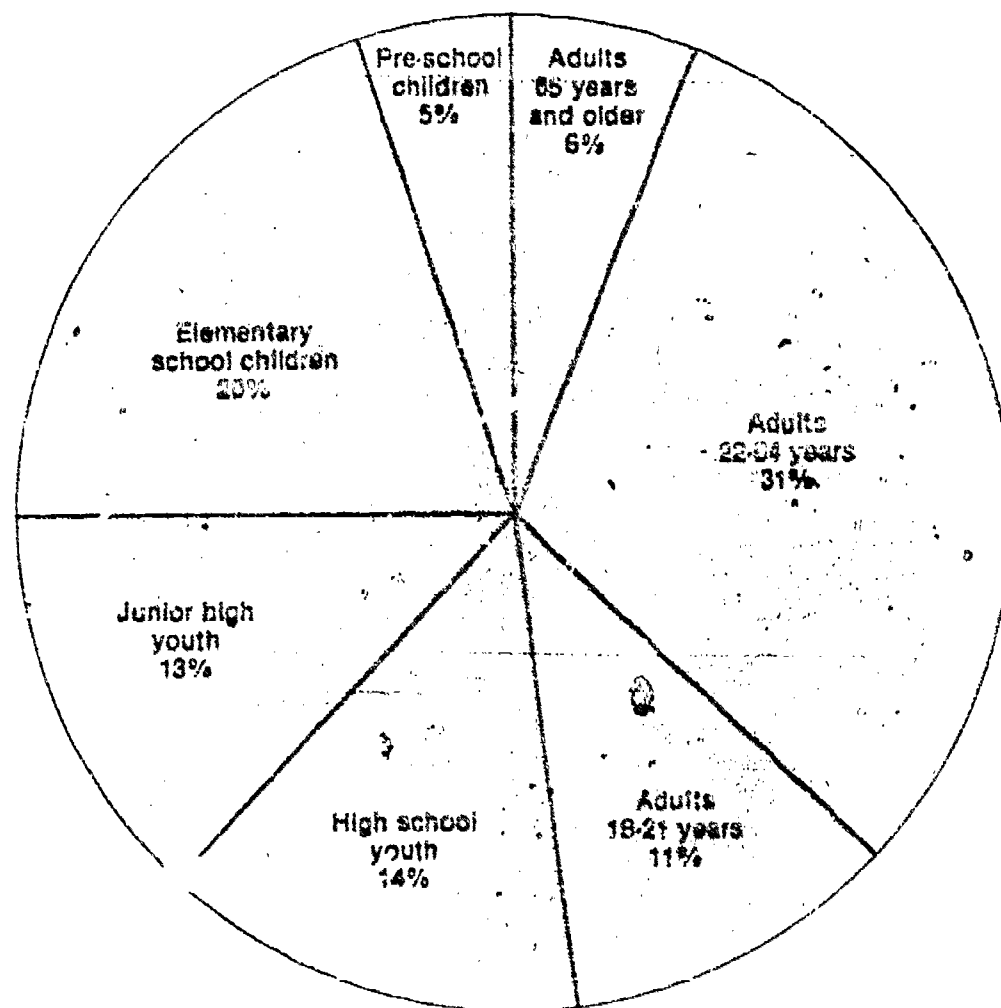 Pre-school
children
5%
Adults
65 years
and older
6%
Elementary
school children
20%
Adults
22-64 years
31%
Junior high
youth
13%
High school
youth
14%
Adults
18-21 years
11%